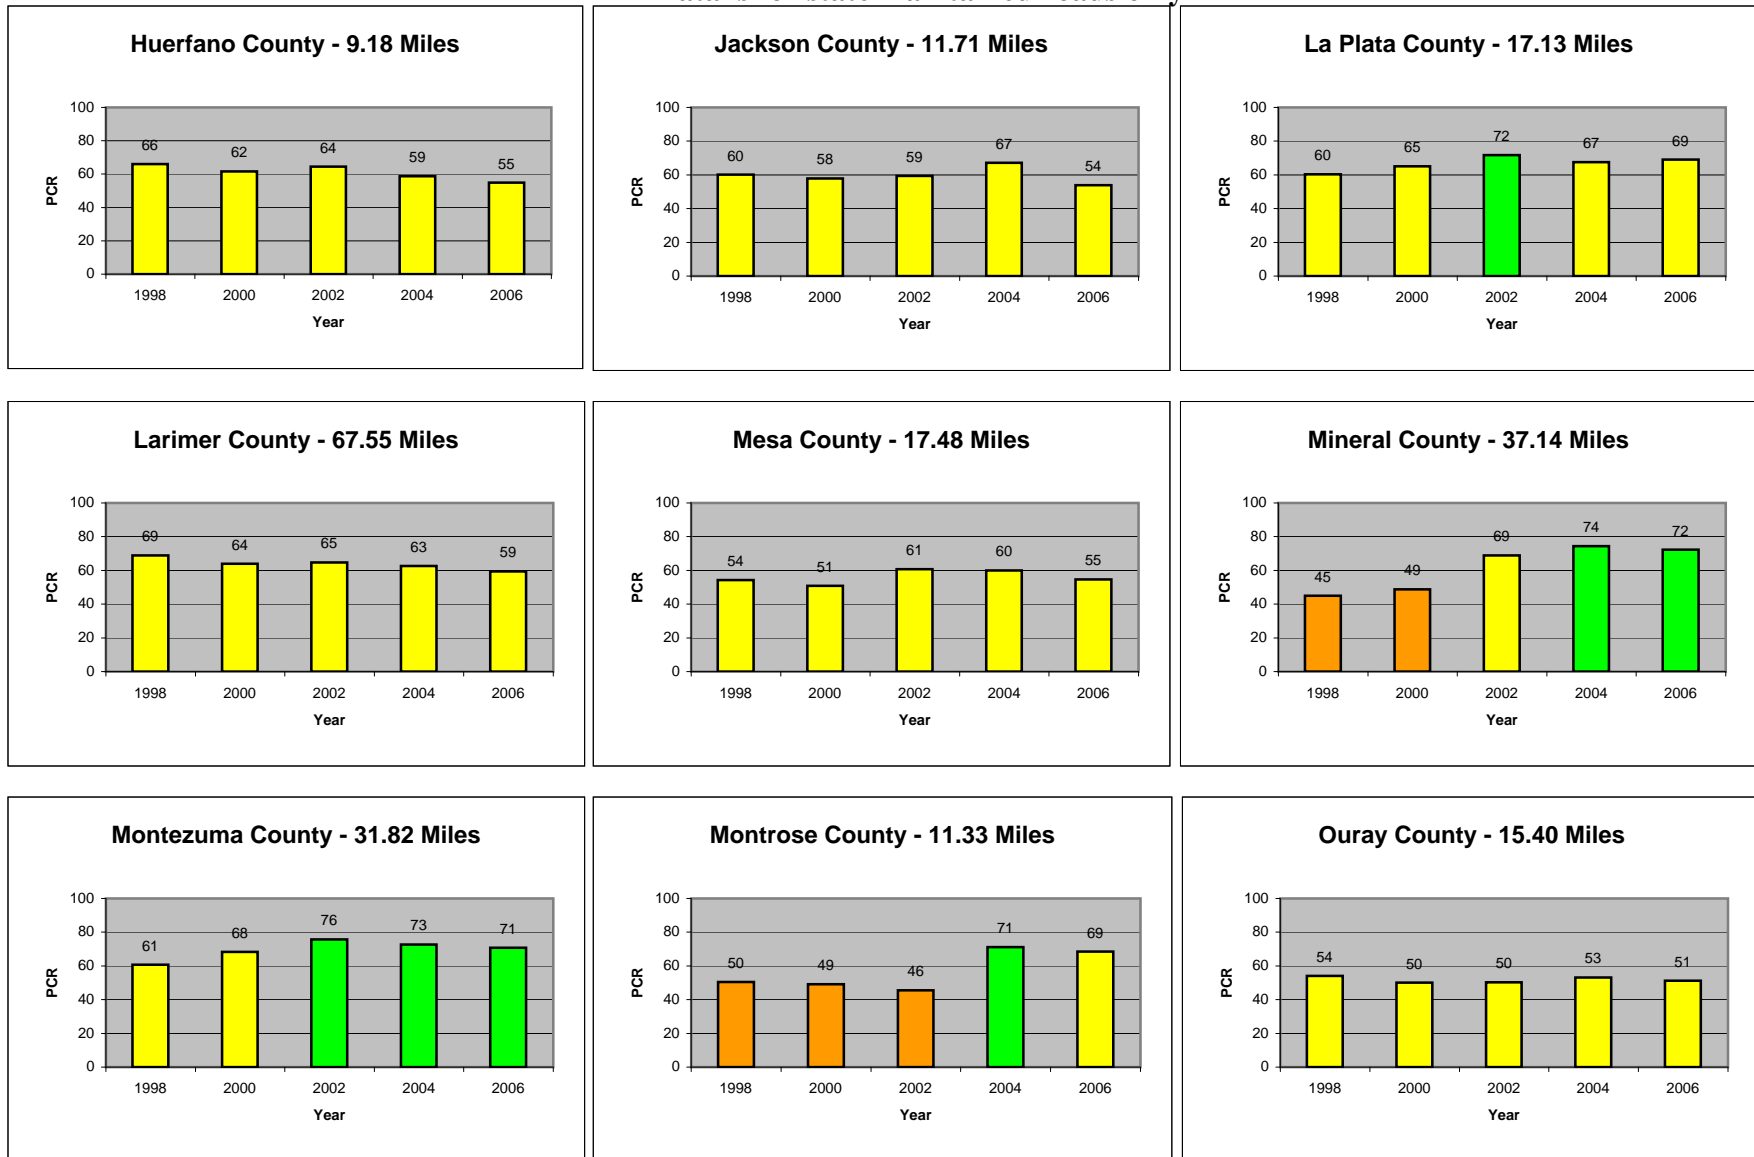 Huerfano County - 9.18 Miles
100
80
60
40
20
0
PCR
66
62
64
59
55
1998 2000 2002 2004 2006
Year
Jackson County - 11.71 Miles
100
80
60
40
20
0
PCR
60
58
59
67
54
1998 2000 2002 2004 2006
Year
La Plata County - 17.13 Miles
100
80
60
40
20
0
PCR
60
65
72
67
69
1998 2000 2002 2004 2006
Year
Larimer County - 67.55 Miles
100
80
60
40
20
0
PCR
69
64
65
63
59
1998 2000 2002 2004 2006
Year
Mesa County - 17.48 Miles
100
80
60
40
20
0
PCR
54
51
61
60
55
1998 2000 2002 2004 2006
Year
Mineral County - 37.14 Miles
100
80
60
40
20
0
PCR
45
49
69
74
72
1998 2000 2002 2004 2006
Year
Montezuma County - 31.82 Miles
100
80
60
40
20
0
PCR
61
68
76
73
71
1998 2000 2002 2004 2006
Year
Montrose County - 11.33 Miles
100
80
60
40
20
0
PCR
50
49
46
71
69
1998 2000 2002 2004 2006
Year
Ouray County - 15.40 Miles
100
80
60
40
20
0
PCR
54
50
50
53
51
1998 2000 2002 2004 2006
Year